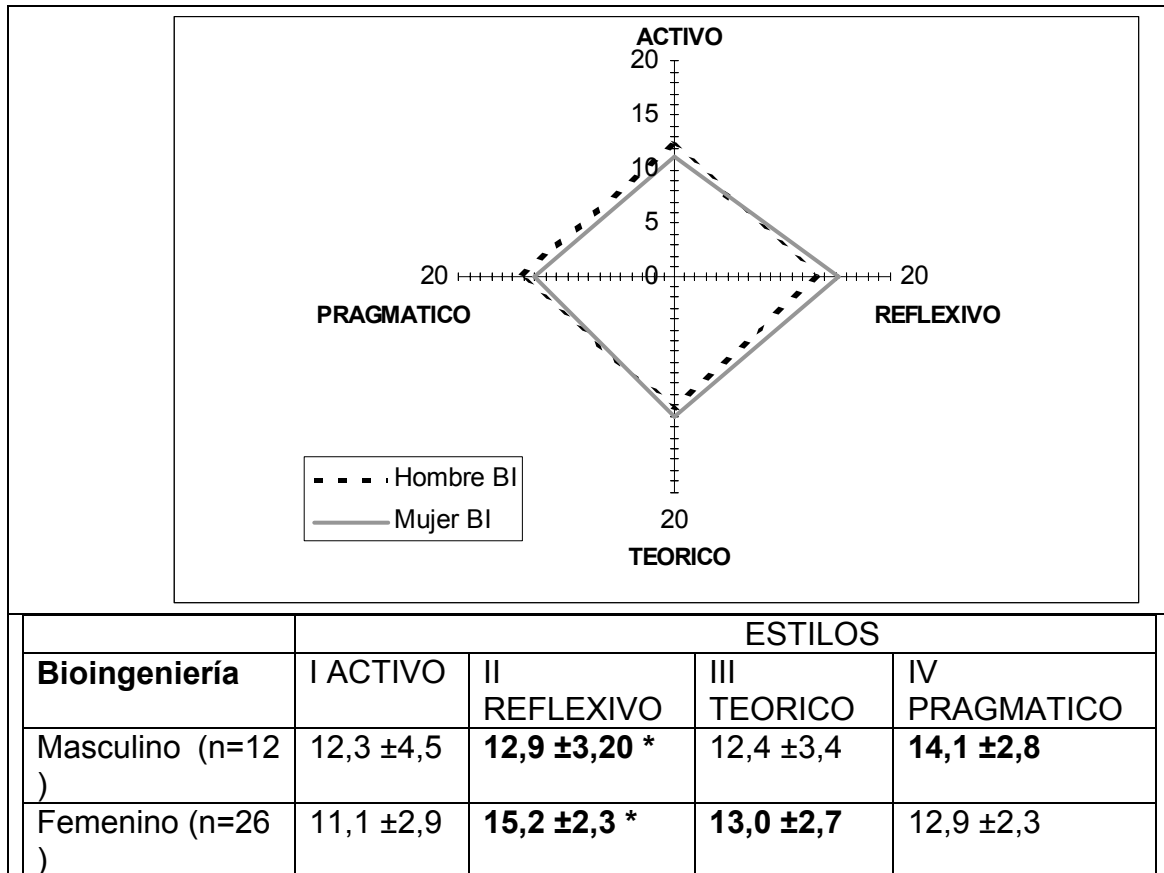 ACTIVO
20
15
10
5
20 0 20
PRAGMATICO REFLEXIVO
Hombre BI
Mujer BI
20
TEORICO
ESTILOS
Bioingeniería I ACTIVO II REFLEXIVO III TEORICO IV PRAGMATICO
Masculino (n=12 ) 12,3 ±4,5 12,9 ±3,20 * 12,4 ±3,4 14,1 ±2,8
Femenino (n=26 ) 11,1 ±2,9 15,2 ±2,3 * 13,0 ±2,7 12,9 ±2,3